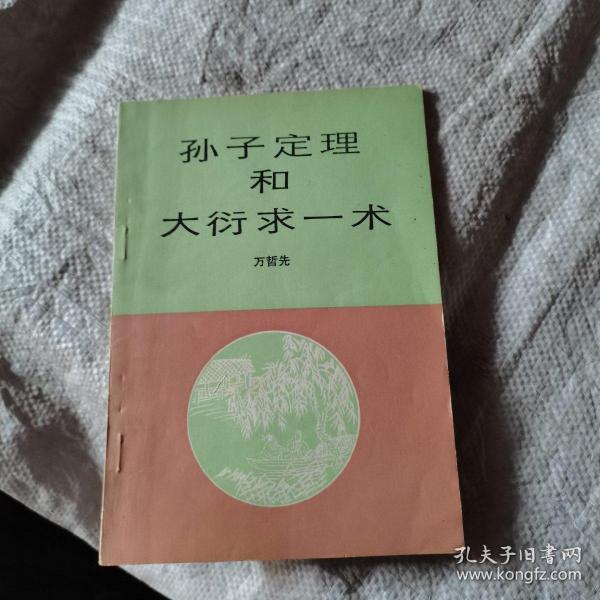 孙子定理
和
大衍求一术
万哲先
孔夫子旧书网
www.kongfz.com